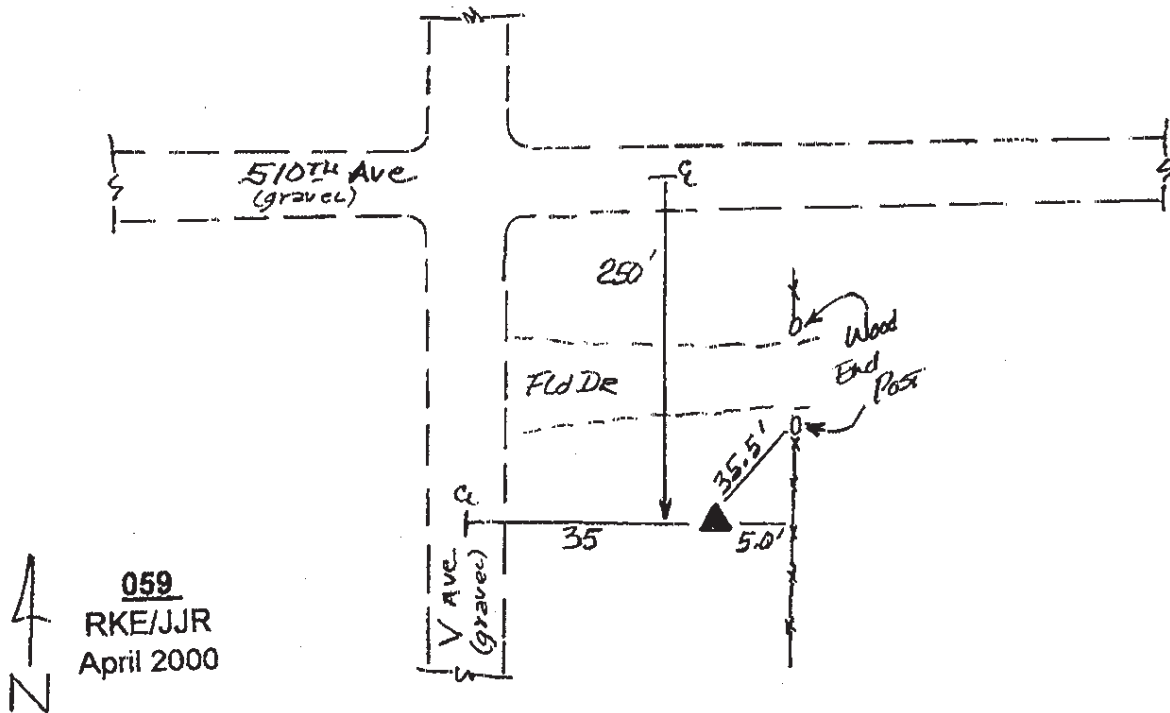 510TH Ave
(gravel)
℄
250'
Wood
End
Post
Fld Dr
35.5'
℄
35
5.0'
V Ave
(gravel)
059
RKE/JJR
April 2000
N